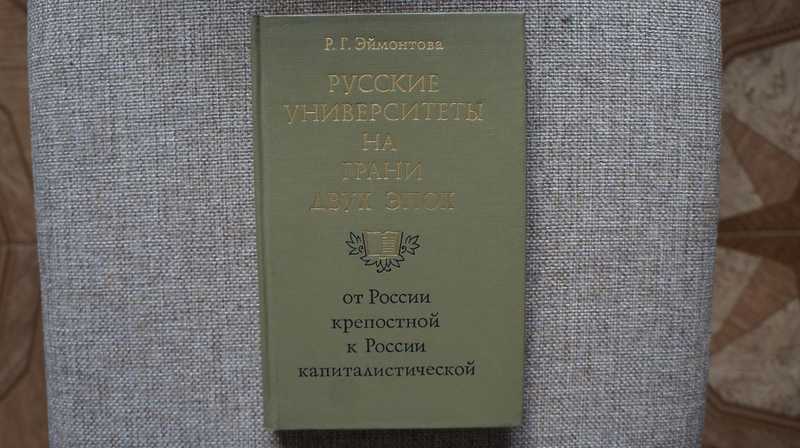 Р. Г. Эймонтова
РУССКИЕ
УНИВЕРСИТЕТЫ
НА
ГРАНИ
ДВУХ ЭПОХ
от России
крепостной
к России
капиталистической